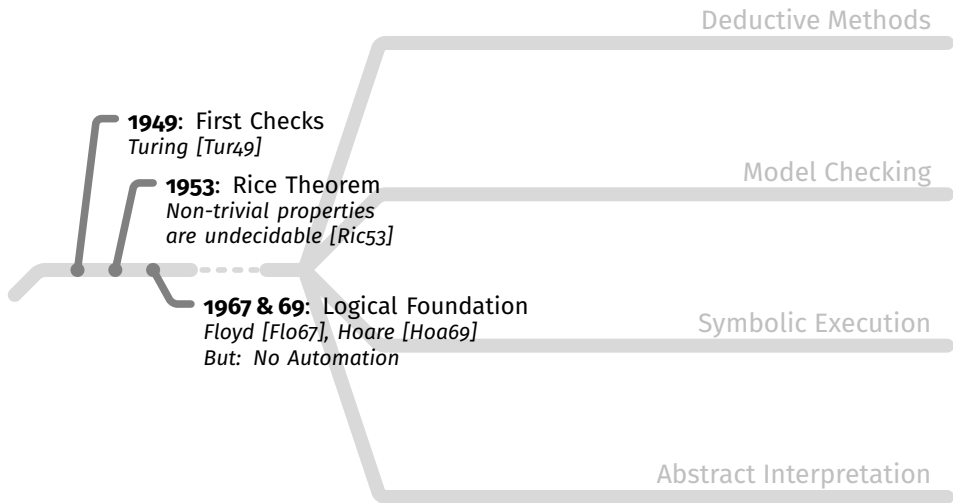 Deductive Methods
1949: First Checks
Turing [Tur49]
Model Checking
1953: Rice Theorem
Non-trivial properties
are undecidable [Ric53]
1967 & 69: Logical Foundation
Floyd [Flo67], Hoare [Hoa69]
But: No Automation
Symbolic Execution
Abstract Interpretation